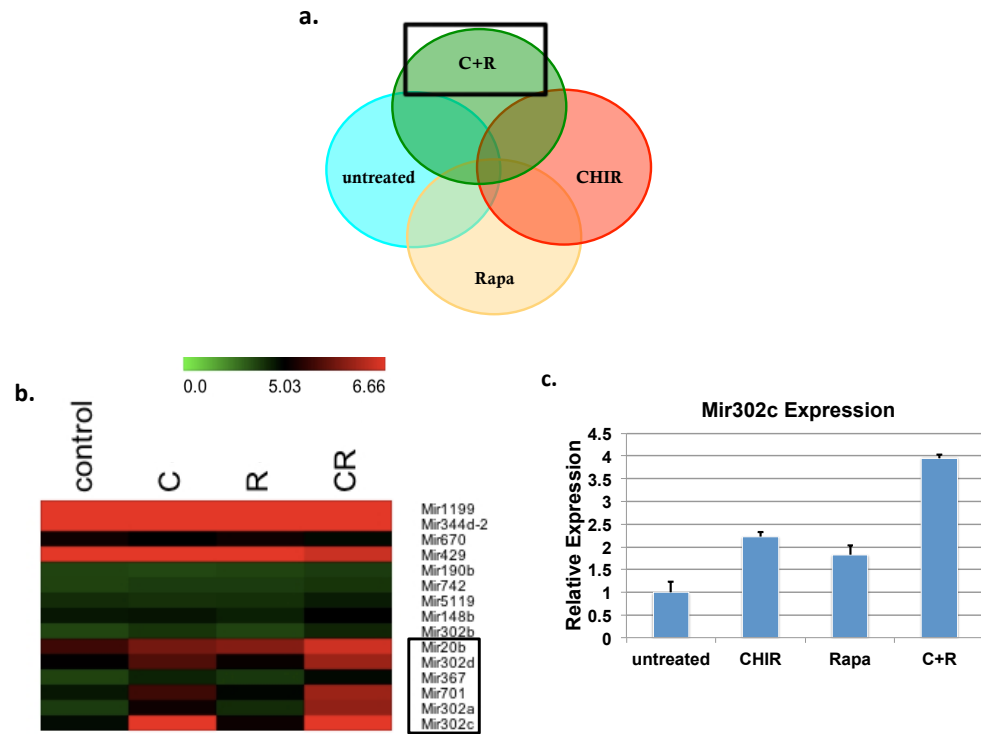 a.
C+R
untreated
CHIR
Rapa
b.
0.0 5.03 6.66
control C R CR
Mir1199
Mir344d-2
Mir670
Mir429
Mir190b
Mir742
Mir5119
Mir148b
Mir302b
Mir20b
Mir302d
Mir367
Mir701
Mir302a
Mir302c
c.
Mir302c Expression
Relative Expression
4.5
4
3.5
3
2.5
2
1.5
1
0.5
0
untreated CHIR Rapa C+R